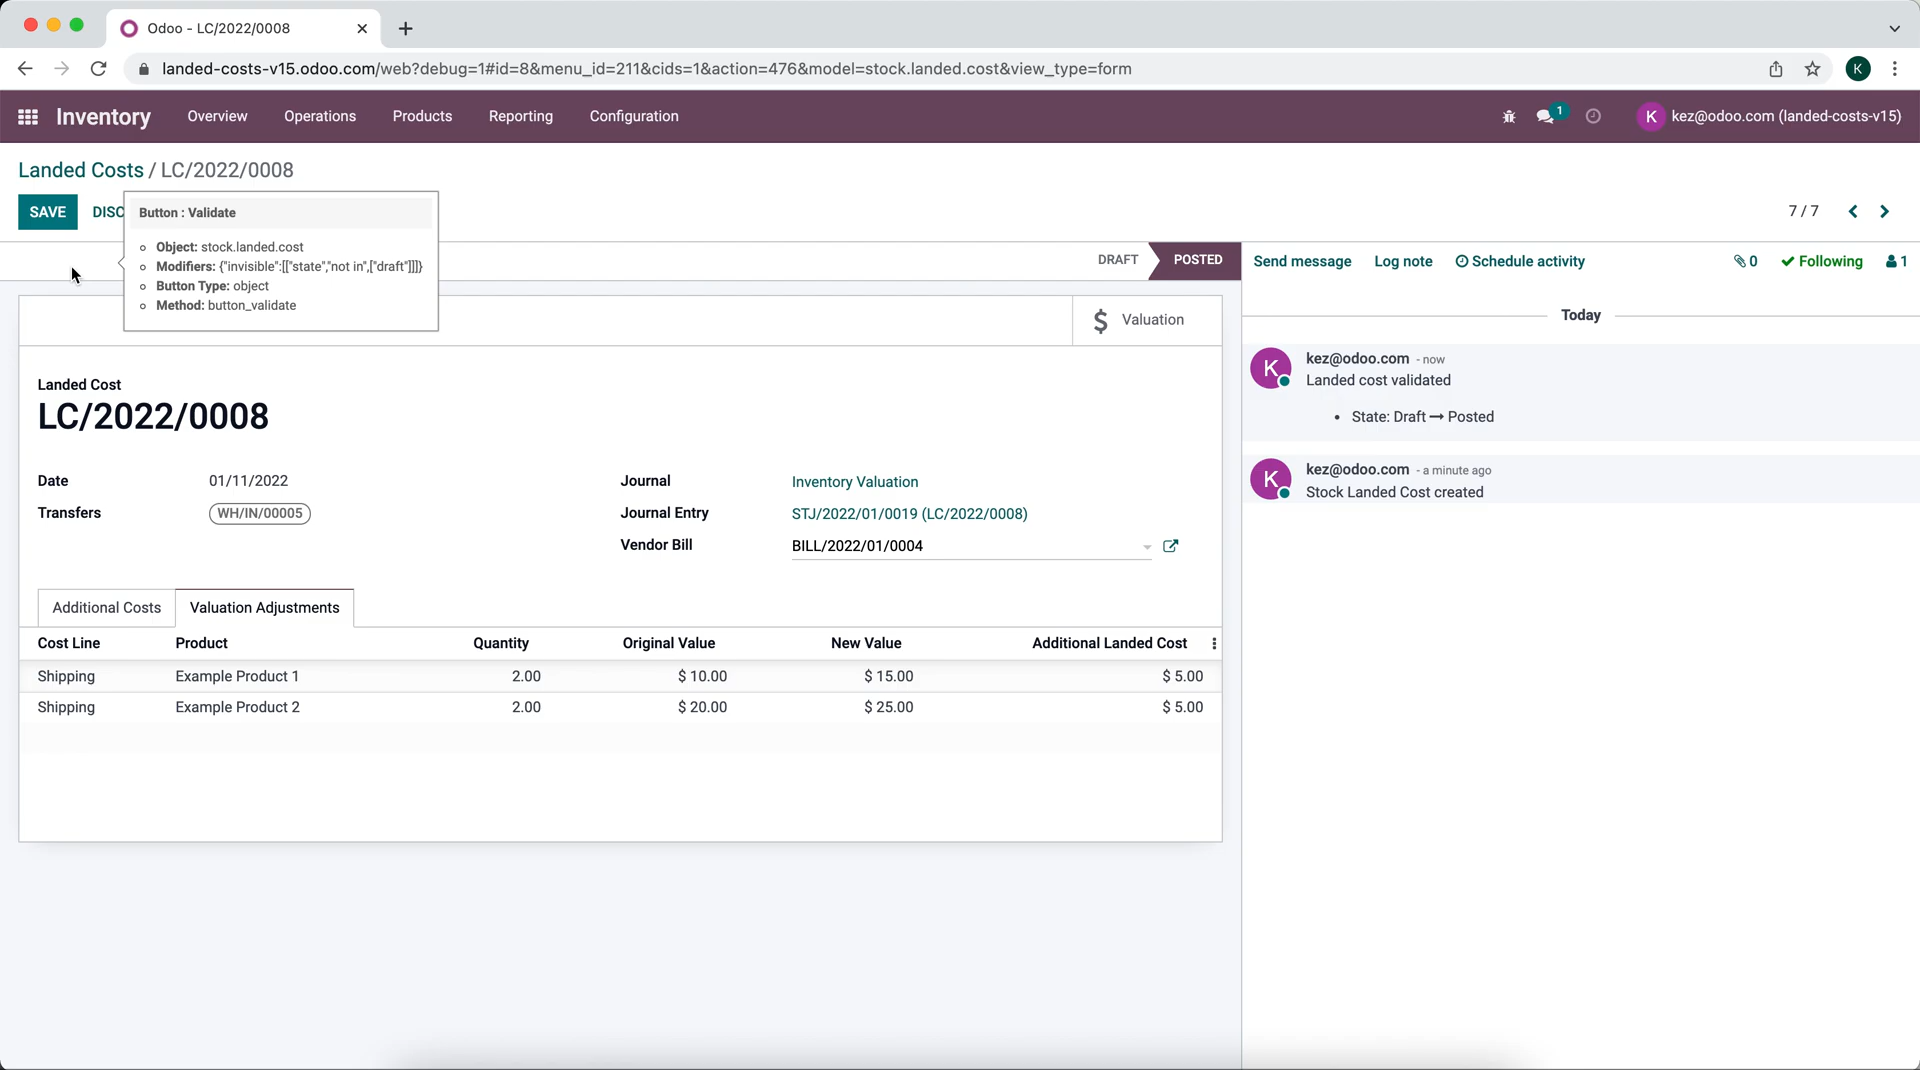 Odoo - LC/2022/0008
landed-costs-v15.odoo.com/web?debug=1#id=8&menu_id=211&cids=1&action=476&model=stock.landed.cost&view_type=form
K
Inventory Overview Operations Products Reporting Configuration
1
K kez@odoo.com (landed-costs-v15)
Landed Costs / LC/2022/0008
SAVE DISC
7 / 7
Button : Validate
Object: stock.landed.cost
Modifiers: {"invisible":[["state","not in",["draft"]]]}
Button Type: object
Method: button_validate
DRAFT POSTED
Send message Log note Schedule activity 0 Following 1
$ Valuation
Today
Landed Cost
LC/2022/0008
K kez@odoo.com - now
Landed cost validated
State: Draft → Posted
K kez@odoo.com - a minute ago
Stock Landed Cost created
Date 01/11/2022 Journal Inventory Valuation
Transfers WH/IN/00005 Journal Entry STJ/2022/01/0019 (LC/2022/0008)
Vendor Bill BILL/2022/01/0004
Additional Costs Valuation Adjustments
Cost Line Product Quantity Original Value New Value Additional Landed Cost
Shipping Example Product 1 2.00 $ 10.00 $ 15.00 $ 5.00
Shipping Example Product 2 2.00 $ 20.00 $ 25.00 $ 5.00